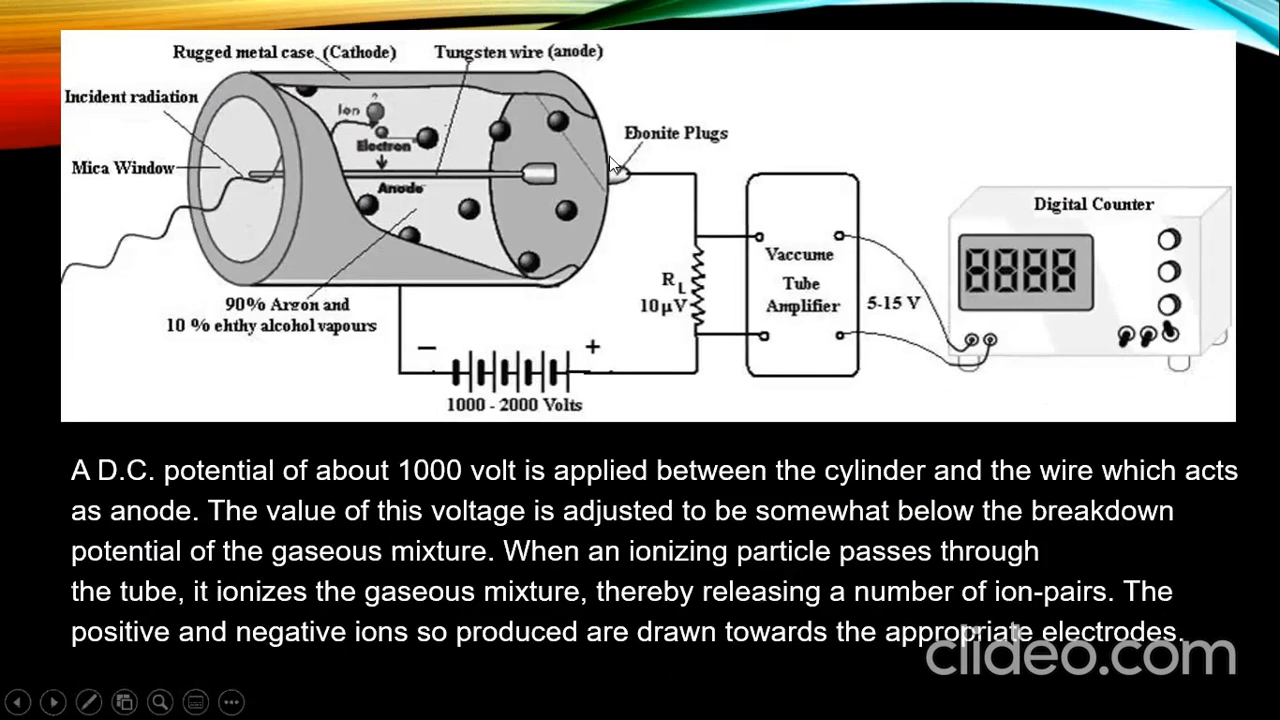 Rugged metal case (Cathode)
Tungsten wire (anode)
Incident radiation
Ion
Ebonite Plugs
Electron
Mica Window
Anode
Digital Counter
8888
Vaccume
Tube
Amplifier
R L
10μV
5-15 V
90% Argon and
10 % ehthy alcohol vapours
− +
1000 - 2000 Volts
A D.C. potential of about 1000 volt is applied between the cylinder and the wire which acts
as anode. The value of this voltage is adjusted to be somewhat below the breakdown
potential of the gaseous mixture. When an ionizing particle passes through
the tube, it ionizes the gaseous mixture, thereby releasing a number of ion-pairs. The
positive and negative ions so produced are drawn towards the appropriate electrodes.
clideo.com